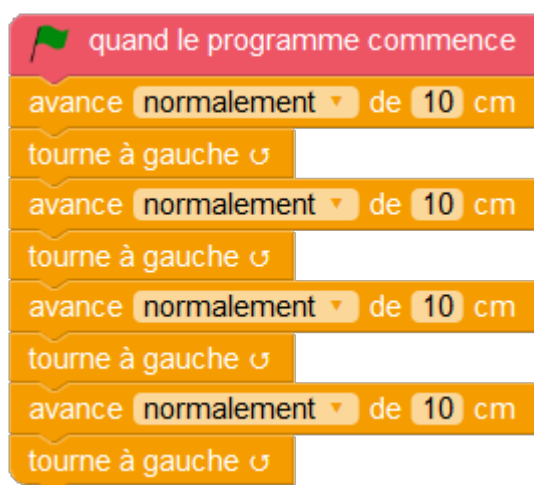 quand le programme commence
avance normalement de 10 cm
tourne à gauche ↺
avance normalement de 10 cm
tourne à gauche ↺
avance normalement de 10 cm
tourne à gauche ↺
avance normalement de 10 cm
tourne à gauche ↺